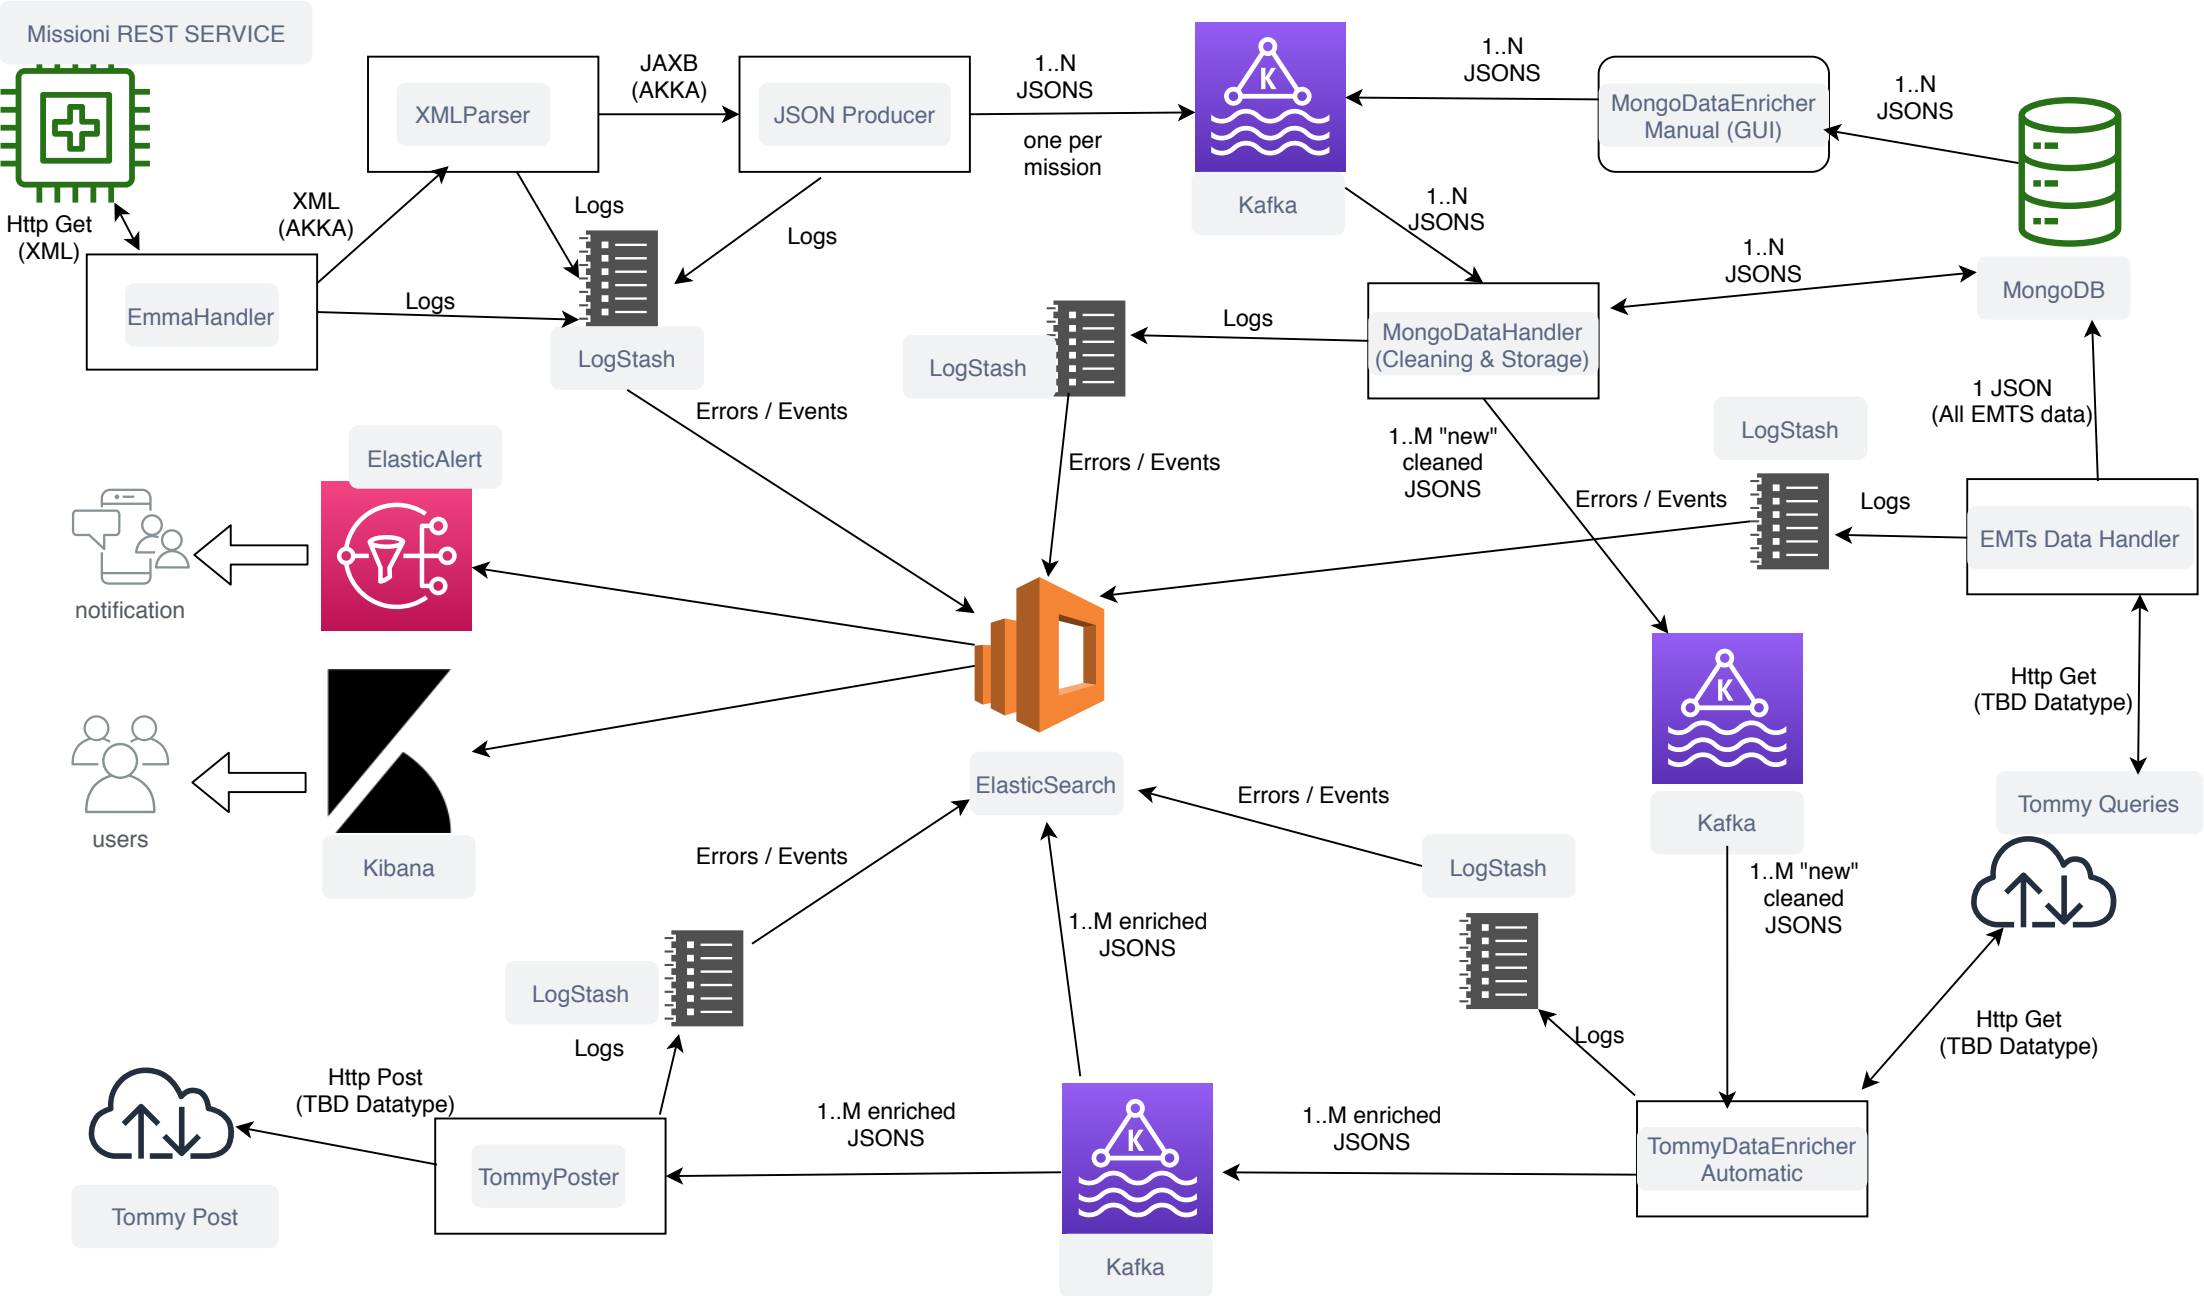 Missioni REST SERVICE
Http Get
(XML)
EmmaHandler
XML
(AKKA)
Logs
XMLParser
JAXB
(AKKA)
JSON Producer
Logs
Logs
LogStash
1..N
JSONS
one per
mission
K
Kafka
1..N
JSONS
MongoDataEnricher
Manual (GUI)
1..N
JSONS
MongoDB
1..N
JSONS
1..N
JSONS
MongoDataHandler
(Cleaning & Storage)
Logs
LogStash
Errors / Events
Errors / Events
1..M "new"
cleaned
JSONS
Errors / Events
LogStash
Logs
1 JSON
(All EMTS data)
EMTs Data Handler
ElasticAlert
notification
users
Kibana
ElasticSearch
K
Kafka
Http Get
(TBD Datatype)
Tommy Queries
1..M "new"
cleaned
JSONS
Errors / Events
LogStash
Logs
Http Get
(TBD Datatype)
TommyDataEnricher
Automatic
1..M enriched
JSONS
1..M enriched
JSONS
K
Kafka
1..M enriched
JSONS
Errors / Events
LogStash
Logs
TommyPoster
Http Post
(TBD Datatype)
Tommy Post